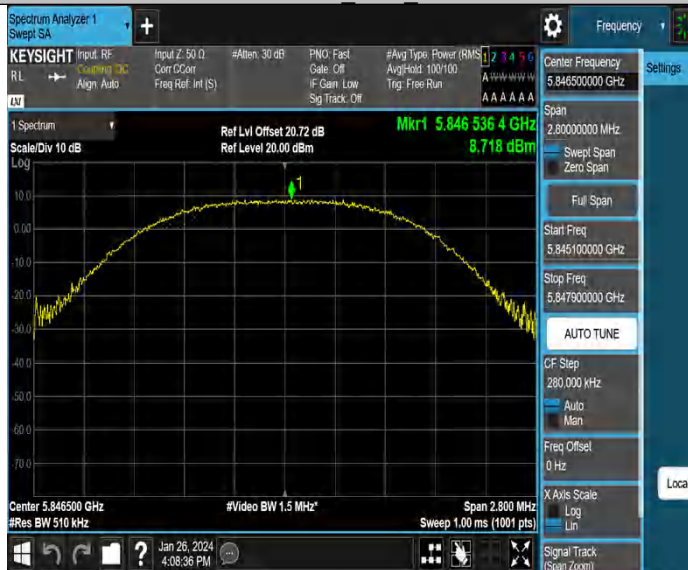 Spectrum Analyzer 1
Swept SA
+
Frequency
KEYSIGHT
RL
LXI
Input: RF
Coupling: DC
Align: Auto
Input Z: 50 Ω
Corr CCorr
Freq Ref: Int (S)
#Atten: 30 dB
PNO: Fast
Gate: Off
IF Gain: Low
Sig Track: Off
#Avg Type: Power (RMS
Avg|Hold: 100/100
Trig: Free Run
1 2 3 4 5 6
A W W W W W
A A A A A A
1 Spectrum
Scale/Div 10 dB
Log
Ref Lvl Offset 20.72 dB
Ref Level 20.00 dBm
Mkr1 5.846 536 4 GHz
8.718 dBm
1
10.0
0.00
-10.0
-20.0
-30.0
-40.0
-50.0
-60.0
-70.0
Center 5.846500 GHz
#Res BW 510 kHz
#Video BW 1.5 MHz*
Span 2.800 MHz
Sweep 1.00 ms (1001 pts)
?
Jan 26, 2024
4:08:36 PM
Center Frequency
5.846500000 GHz
Span
2.80000000 MHz
Swept Span
Zero Span
Full Span
Start Freq
5.845100000 GHz
Stop Freq
5.847900000 GHz
AUTO TUNE
CF Step
280.000 kHz
Auto
Man
Freq Offset
0 Hz
X Axis Scale
Log
Lin
Signal Track
(Span Zoom)
Settings
Loca